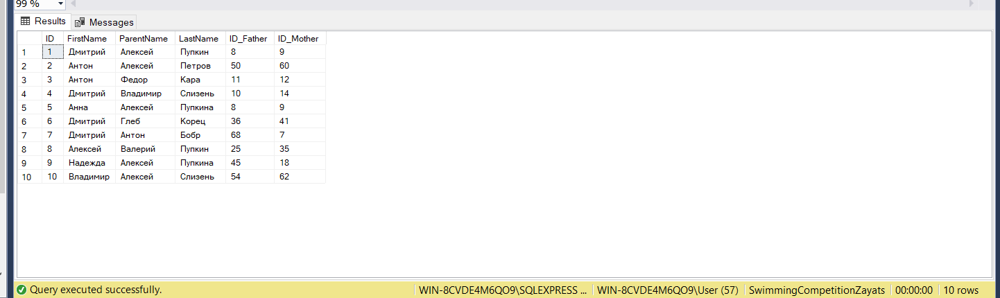 99 %
Results Messages
ID FirstName ParentName LastName ID_Father ID_Mother
1 1 Дмитрий Алексей Пупкин 8 9
2 2 Антон Алексей Петров 50 60
3 3 Антон Федор Кара 11 12
4 4 Дмитрий Владимир Слизень 10 14
5 5 Анна Алексей Пупкина 8 9
6 6 Дмитрий Глеб Корец 36 41
7 7 Дмитрий Антон Бобр 68 7
8 8 Алексей Валерий Пупкин 25 35
9 9 Надежда Алексей Пупкина 45 18
10 10 Владимир Алексей Слизень 54 62
Query executed successfully. WIN-8CVDE4M6QO9\SQLEXPRESS ... WIN-8CVDE4M6QO9\User (57) SwimmingCompetitionZayats 00:00:00 10 rows